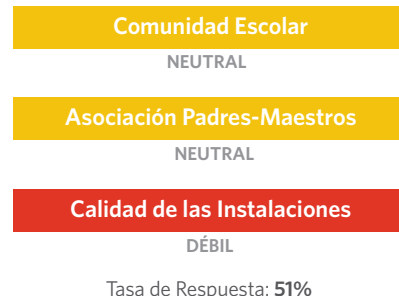 Comunidad Escolar
NEUTRAL
Asociación Padres-Maestros
NEUTRAL
Calidad de las Instalaciones
DÉBIL
Tasa de Respuesta: 51%